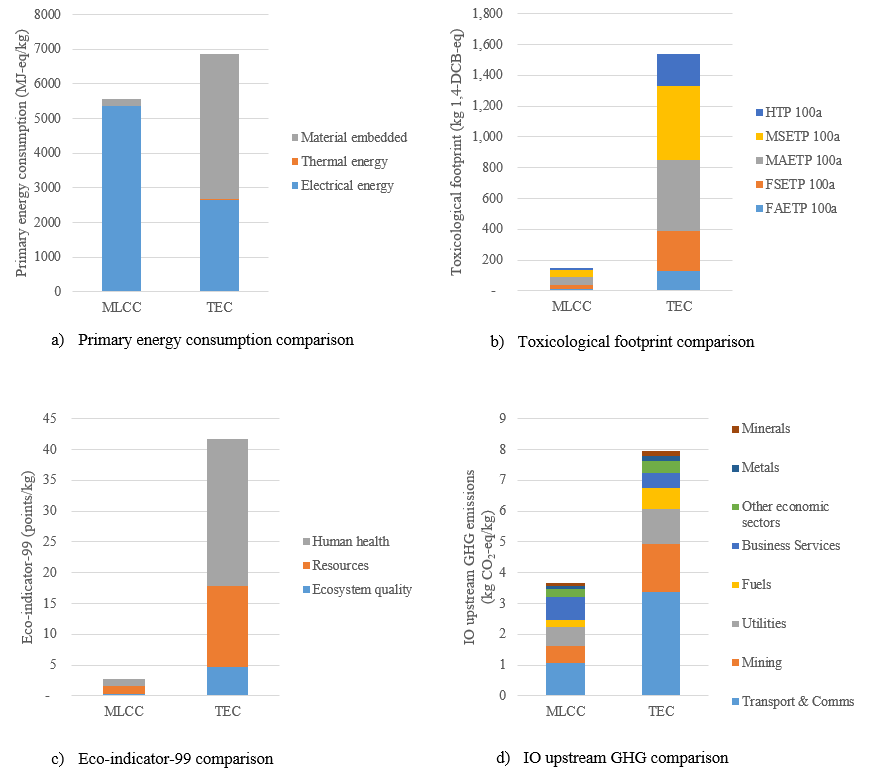 Primary energy consumption (MJ-eq/kg)
8000
7000
6000
5000
4000
3000
2000
1000
0
MLCC
TEC
Material embedded
Thermal energy
Electrical energy
a) Primary energy consumption comparison
Toxicological footprint (kg 1,4-DCB-eq)
1,800
1,600
1,400
1,200
1,000
800
600
400
200
-
MLCC
TEC
HTP 100a
MSETP 100a
MAETP 100a
FSETP 100a
FAETP 100a
b) Toxicological footprint comparison
Eco-indicator-99 (points/kg)
45
40
35
30
25
20
15
10
5
-
MLCC
TEC
Human health
Resources
Ecosystem quality
c) Eco-indicator-99 comparison
IO upstream GHG emissions
(kg CO₂-eq/kg)
9
8
7
6
5
4
3
2
1
0
MLCC
TEC
Minerals
Metals
Other economic
sectors
Business Services
Fuels
Utilities
Mining
Transport & Comms
d) IO upstream GHG comparison